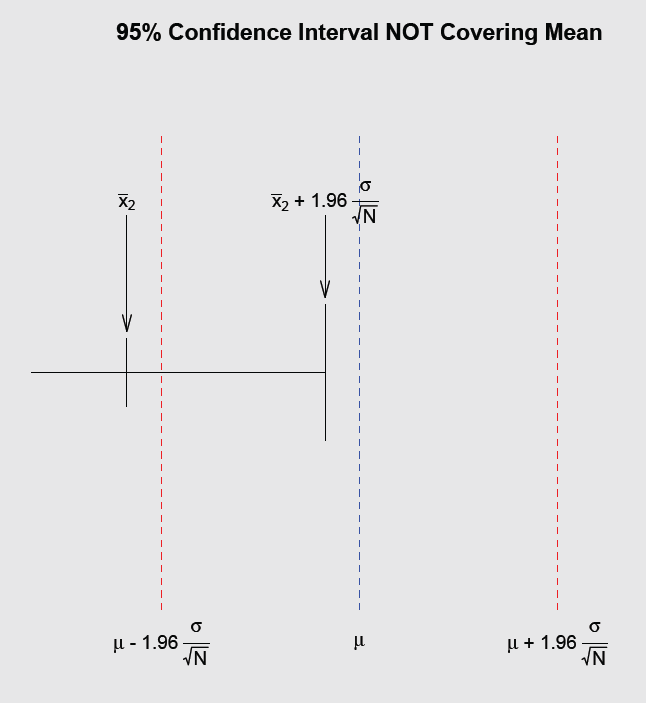 95% Confidence Interval NOT Covering Mean
x̄₂
x̄₂ + 1.96 σ/√N
μ - 1.96 σ/√N
μ
μ + 1.96 σ/√N